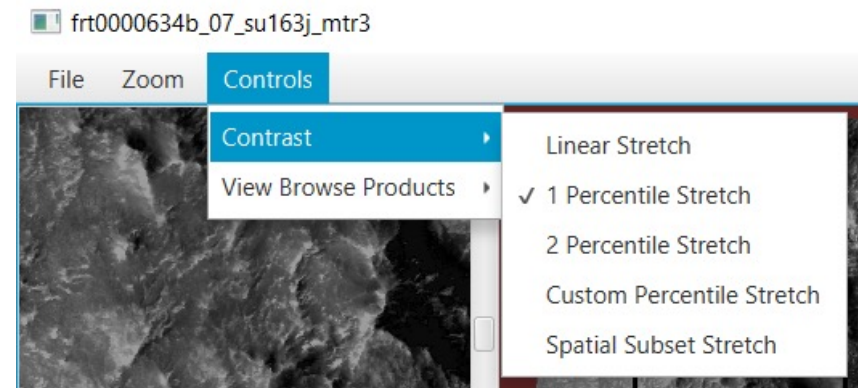 frt0000634b_07_su163j_mtr3
File Zoom Controls
Contrast
View Browse Products
Linear Stretch
1 Percentile Stretch
2 Percentile Stretch
Custom Percentile Stretch
Spatial Subset Stretch